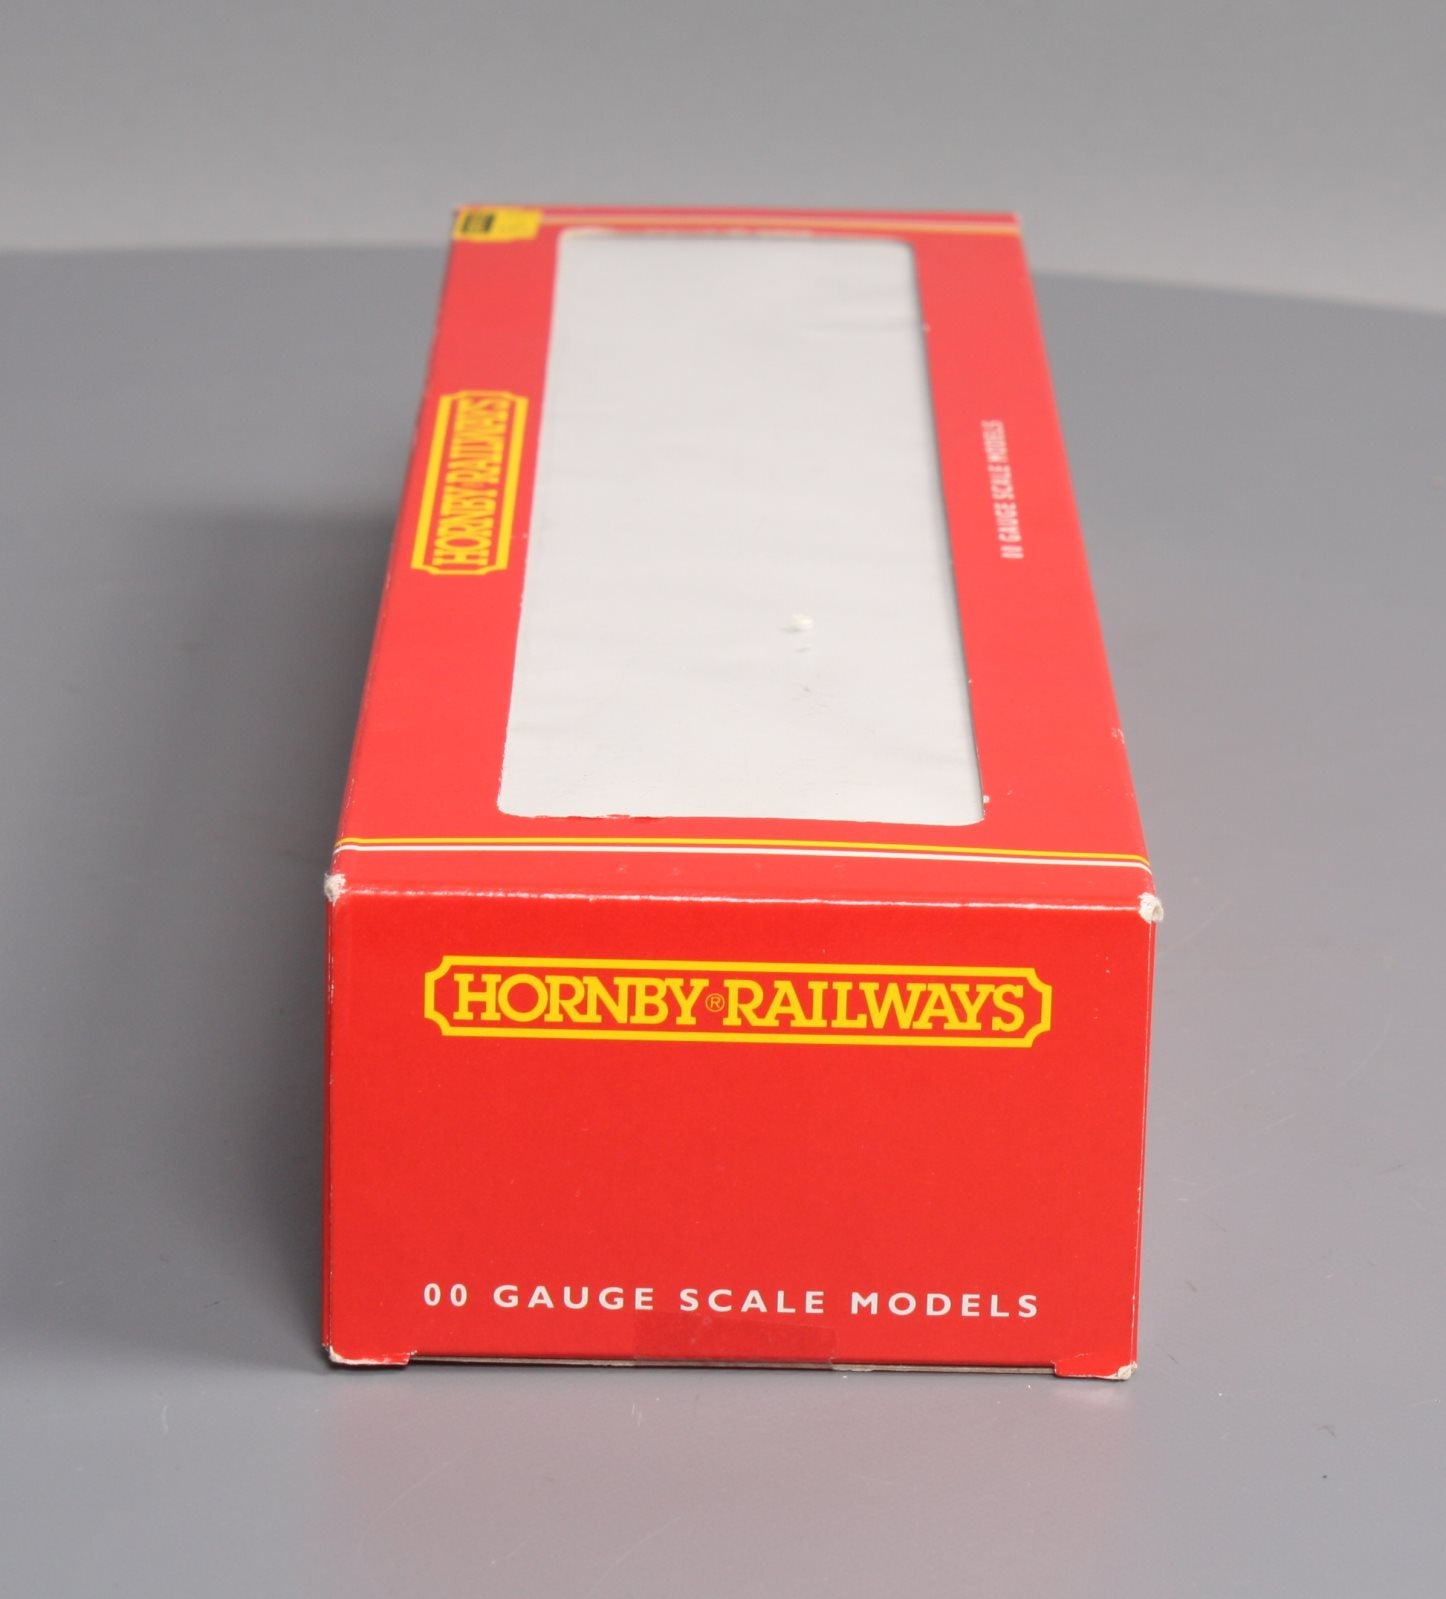 HORNBY RAILWAYS
00 GAUGE SCALE MODELS
HORNBY® RAILWAYS
00 GAUGE SCALE MODELS